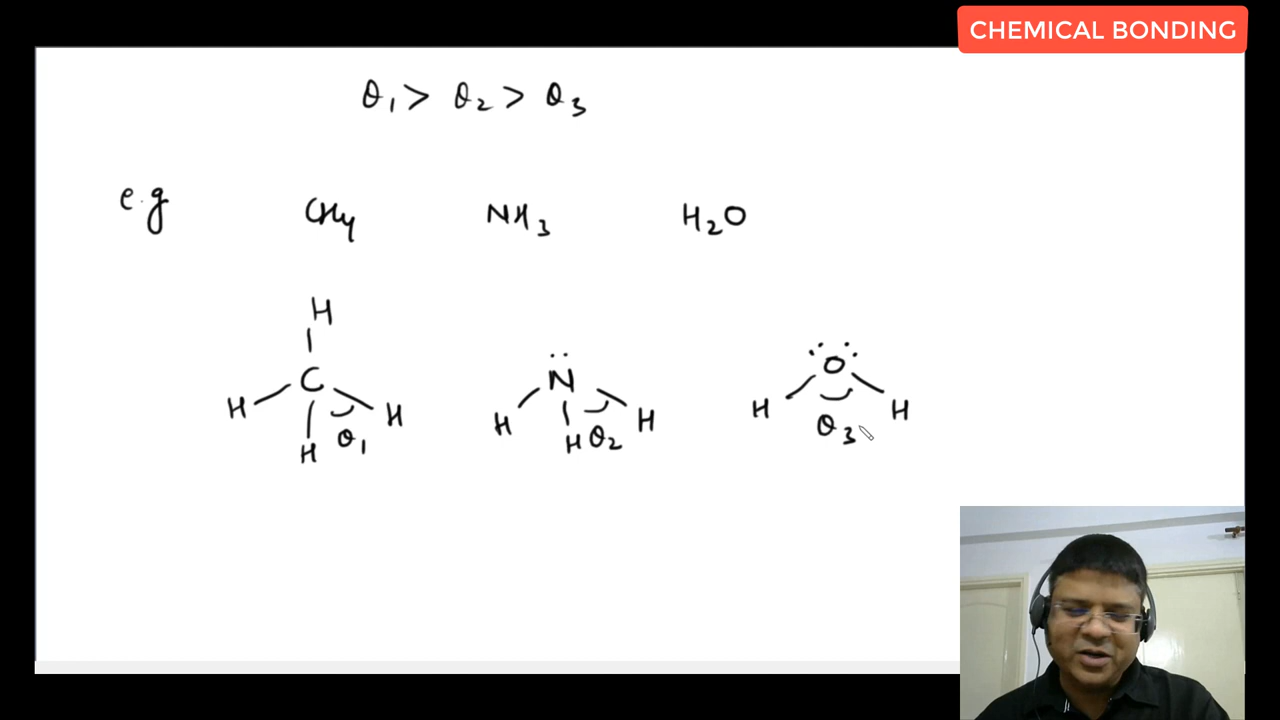 CHEMICAL BONDING
θ1 > θ2 > θ3
e.g CH4 NH3 H2O
H
C N O
H H H H H H
H θ1 H θ2 θ3